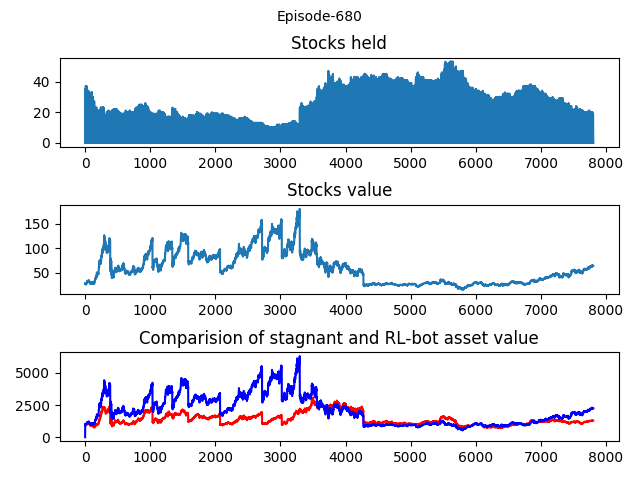 Episode-680
Stocks held
40
20
0
0 1000 2000 3000 4000 5000 6000 7000 8000
Stocks value
150
100
50
0 1000 2000 3000 4000 5000 6000 7000 8000
Comparision of stagnant and RL-bot asset value
5000
2500
0
0 1000 2000 3000 4000 5000 6000 7000 8000